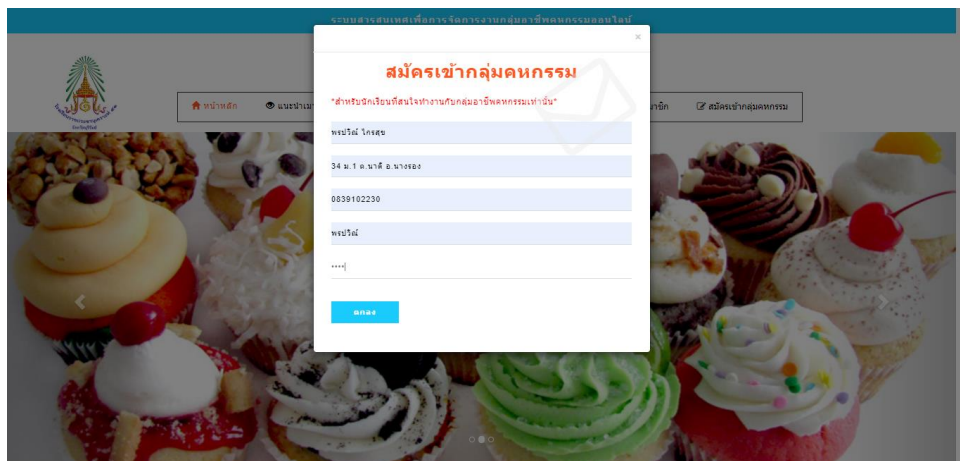 ระบบสารสนเทศเพื่อการจัดการงานกลุ่มอาชีพคหกรรมออนไลน์
×
สมัครเข้ากลุ่มคหกรรม
*สำหรับนักเรียนที่สนใจทำงานกับกลุ่มอาชีพคหกรรมเท่านั้น*
หน้าหลัก
สมัครเข้ากลุ่มคหกรรม
พรปวีณ์ ไกรสุข
34 ม.1 ต.นาดี อ.นางรอง
0839102230
พรปวีณ์
****
ตกลง